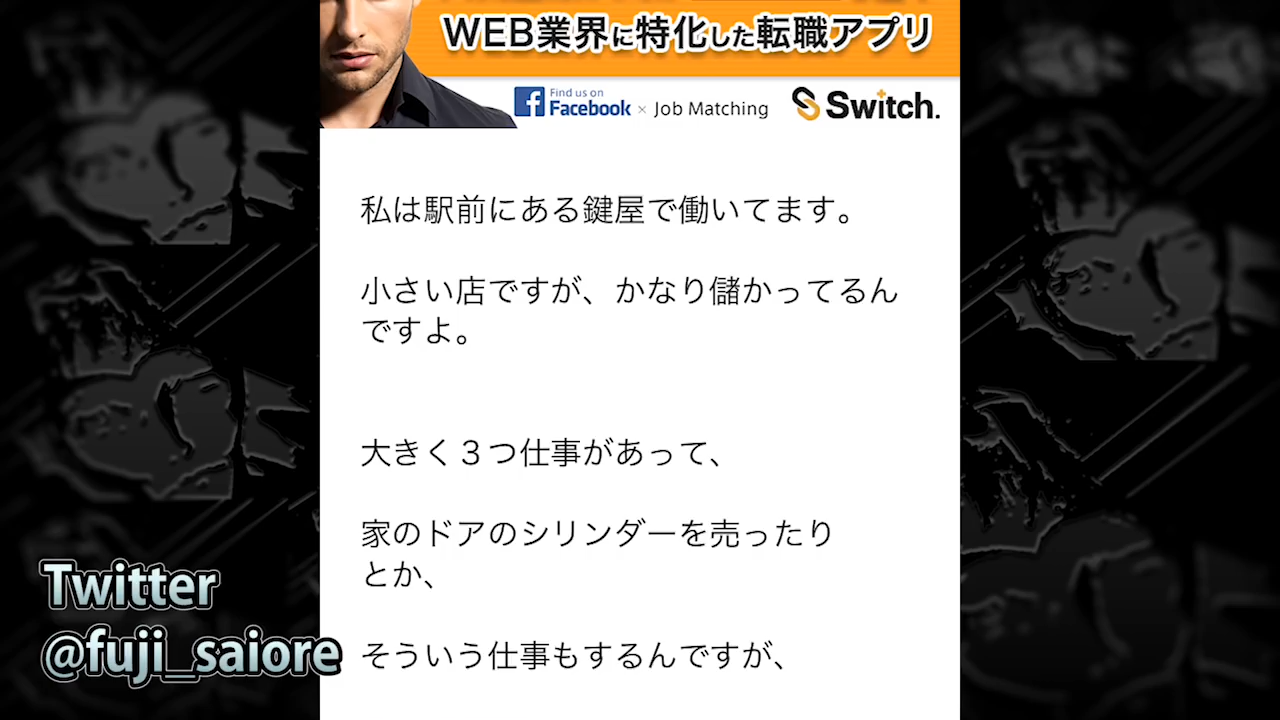 WEB業界に特化した転職アプリ
Find us on
Facebook × Job Matching
Switch.
私は駅前にある鍵屋で働いてます。
小さい店ですが、かなり儲かってるん
ですよ。
大きく３つ仕事があって、
家のドアのシリンダーを売ったり
とか、
そういう仕事もするんですが、
Twitter
@fuji_saiore